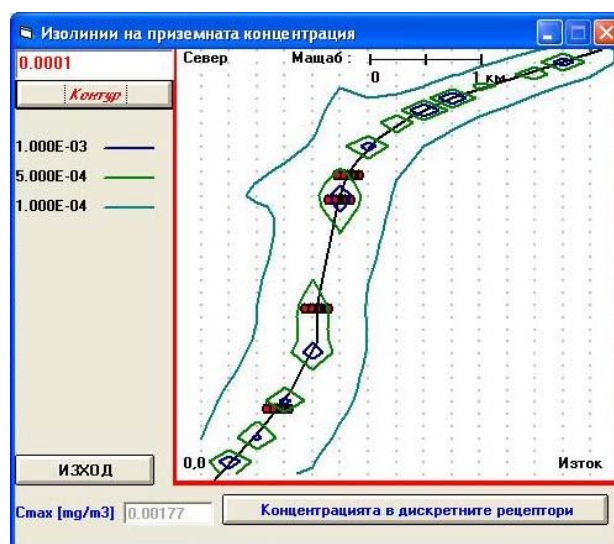 Изолинии на приземната концентрация
0.0001
Контур
1.000E-03
5.000E-04
1.000E-04
Север
Мащаб :
0
1 км
0,0
Изток
ИЗХОД
Cmax [mg/m3]
0.00177
Концентрацията в дискретните рецептори